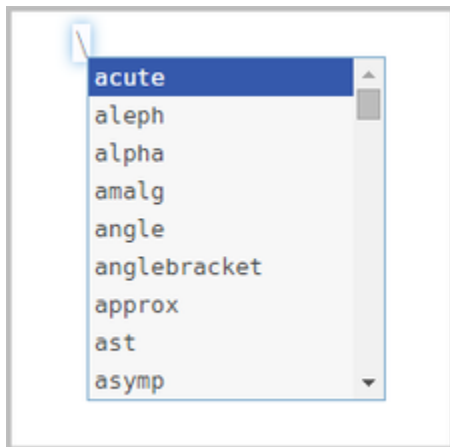 \
acute
aleph
alpha
amalg
angle
anglebracket
approx
ast
asymp